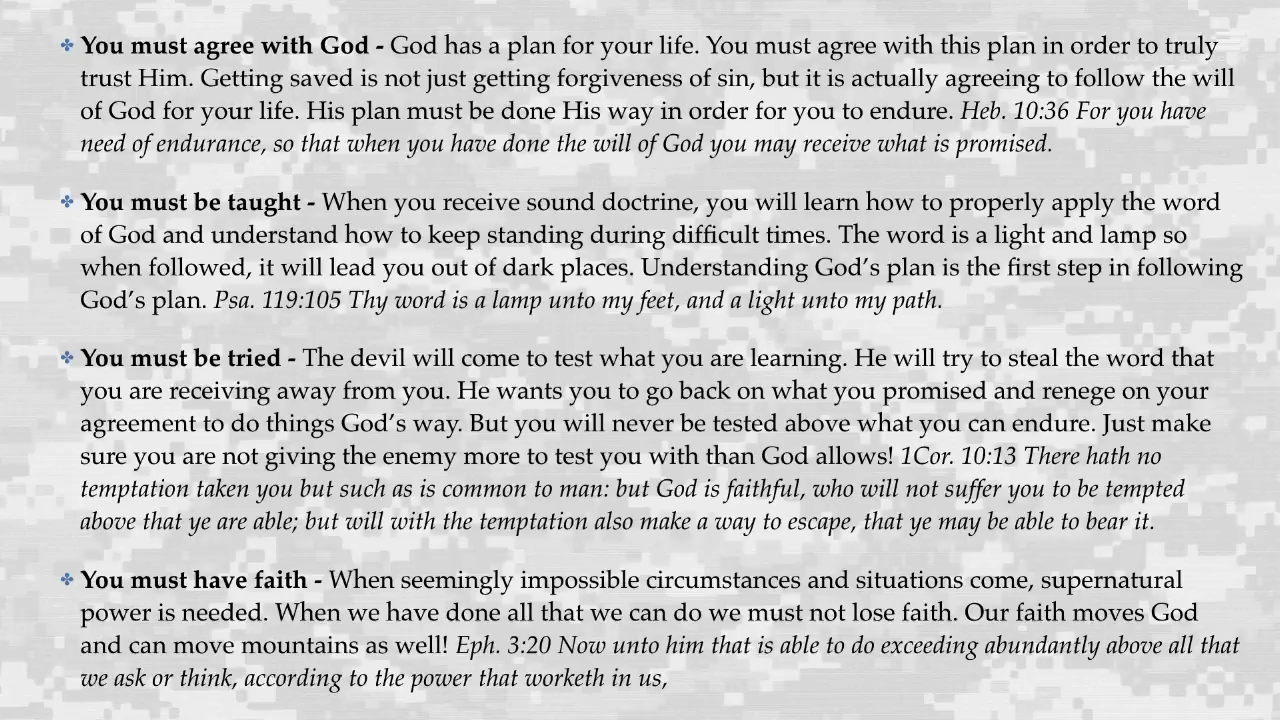 ❖ You must agree with God - God has a plan for your life. You must agree with this plan in order to truly
trust Him. Getting saved is not just getting forgiveness of sin, but it is actually agreeing to follow the will
of God for your life. His plan must be done His way in order for you to endure. Heb. 10:36 For you have
need of endurance, so that when you have done the will of God you may receive what is promised.
❖ You must be taught - When you receive sound doctrine, you will learn how to properly apply the word
of God and understand how to keep standing during difficult times. The word is a light and lamp so
when followed, it will lead you out of dark places. Understanding God’s plan is the first step in following
God’s plan. Psa. 119:105 Thy word is a lamp unto my feet, and a light unto my path.
❖ You must be tried - The devil will come to test what you are learning. He will try to steal the word that
you are receiving away from you. He wants you to go back on what you promised and renege on your
agreement to do things God’s way. But you will never be tested above what you can endure. Just make
sure you are not giving the enemy more to test you with than God allows! 1Cor. 10:13 There hath no
temptation taken you but such as is common to man: but God is faithful, who will not suffer you to be tempted
above that ye are able; but will with the temptation also make a way to escape, that ye may be able to bear it.
❖ You must have faith - When seemingly impossible circumstances and situations come, supernatural
power is needed. When we have done all that we can do we must not lose faith. Our faith moves God
and can move mountains as well! Eph. 3:20 Now unto him that is able to do exceeding abundantly above all that
we ask or think, according to the power that worketh in us,